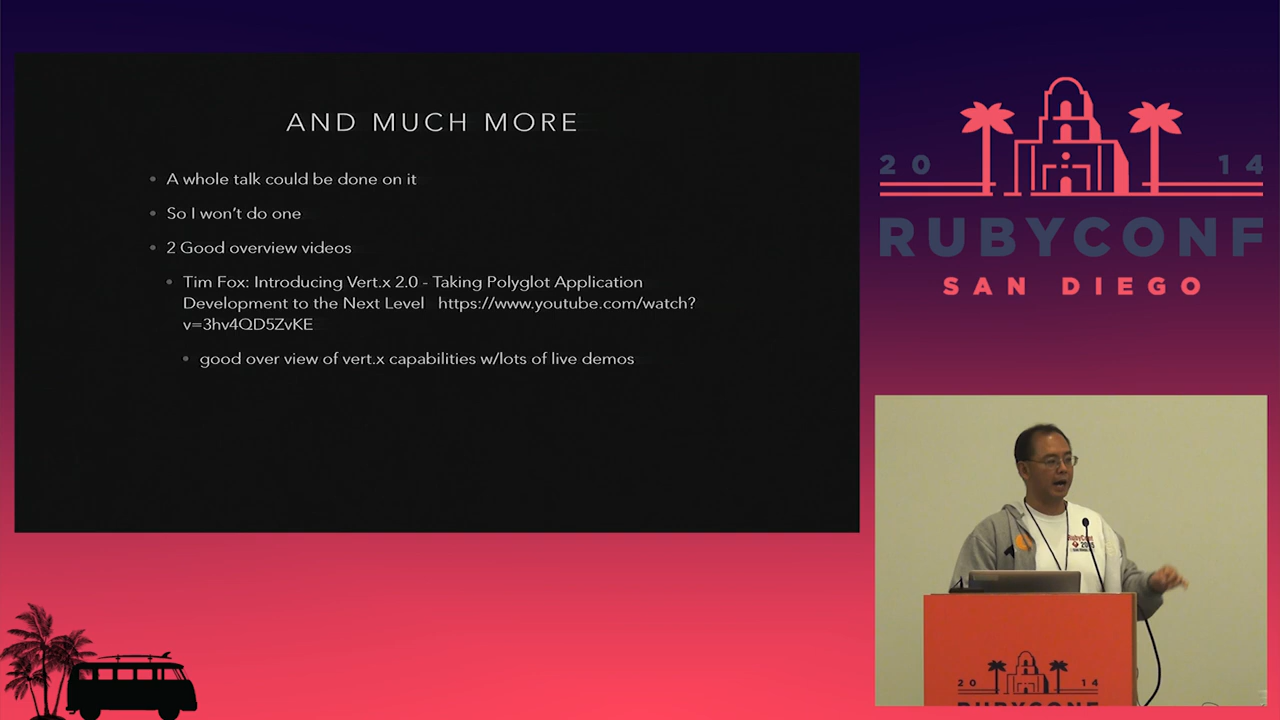 AND MUCH MORE
• A whole talk could be done on it
• So I won't do one
• 2 Good overview videos
• Tim Fox: Introducing Vert.x 2.0 - Taking Polyglot Application
Development to the Next Level https://www.youtube.com/watch?
v=3hv4QD5ZvKE
• good over view of vert.x capabilities w/lots of live demos
20 14
RUBYCONF
SAN DIEGO
RubyConf
20 14
RUBYCONF